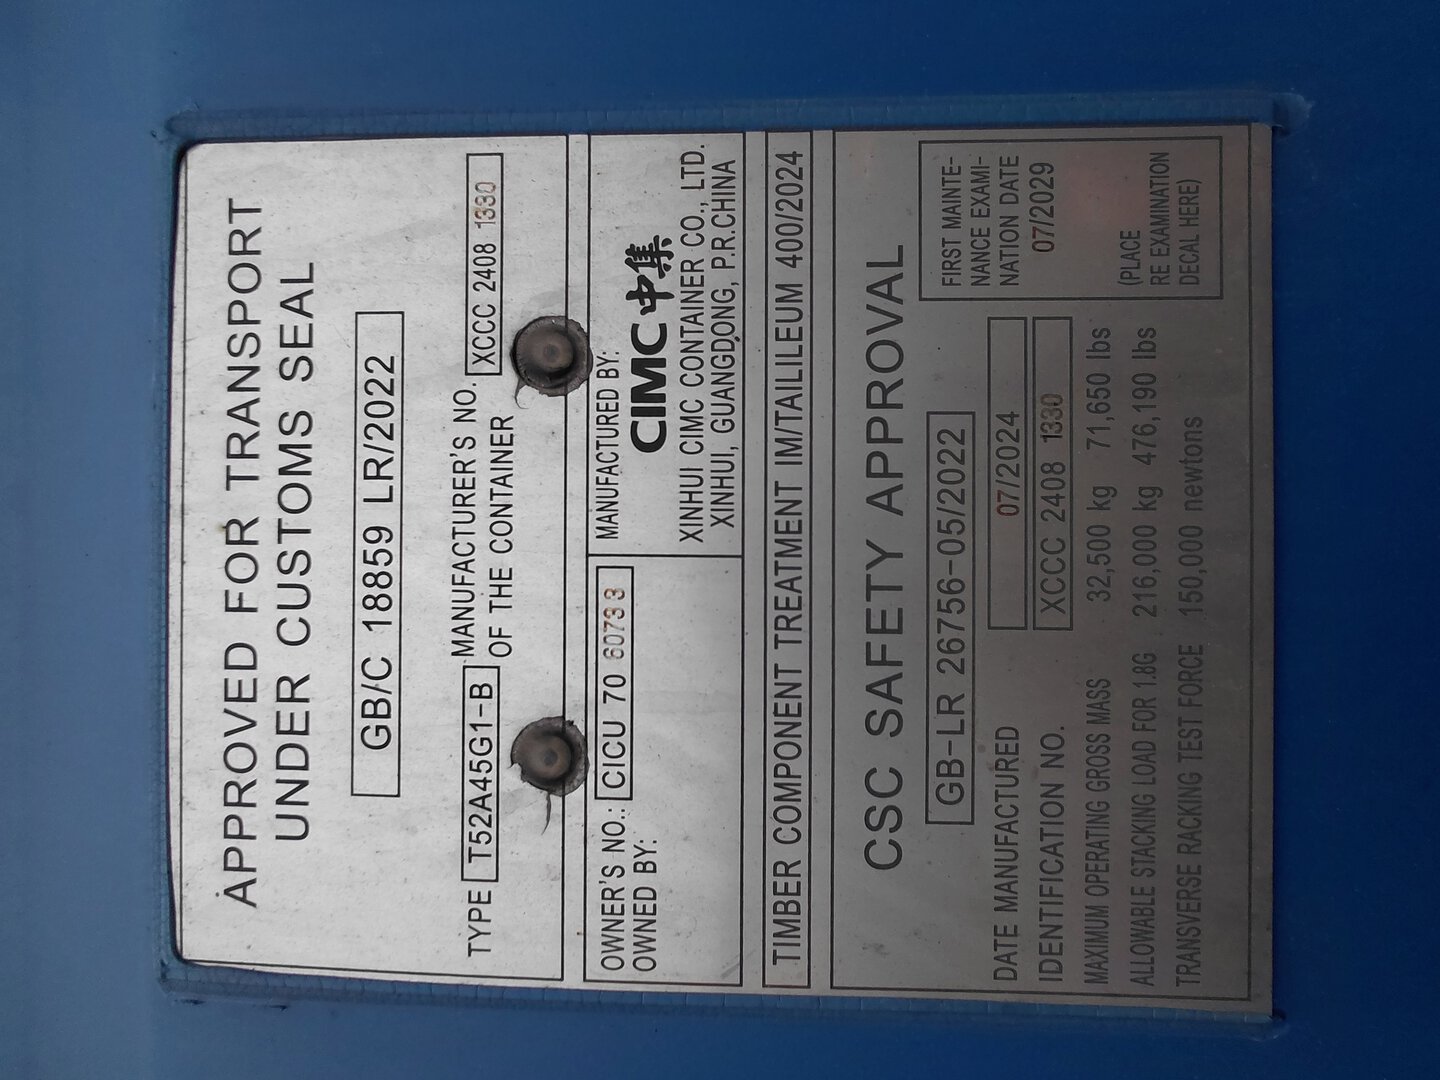 APPROVED FOR TRANSPORT
UNDER CUSTOMS SEAL
GB/C 18859 LR/2022
TYPE T52A45G1-B MANUFACTURER'S NO. OF THE CONTAINER XCCC 2408 1330
OWNER'S NO.: CICU 70 60733
OWNED BY:
MANUFACTURED BY:
CIMC 中集
XINHUI CIMC CONTAINER CO., LTD.
XINHUI, GUANGDONG, P.R.CHINA
TIMBER COMPONENT TREATMENT IM/TAILILEUM 400/2024
CSC SAFETY APPROVAL
GB-LR 26756-05/2022
DATE MANUFACTURED 07/2024
IDENTIFICATION NO. XCCC 2408 1330
MAXIMUM OPERATING GROSS MASS 32,500 kg 71,650 lbs
ALLOWABLE STACKING LOAD FOR 1.8G 216,000 kg 476,190 lbs
TRANSVERSE RACKING TEST FORCE 150,000 newtons
FIRST MAINTE-
NANCE EXAMI-
NATION DATE
07/2029
(PLACE
RE EXAMINATION
DECAL HERE)